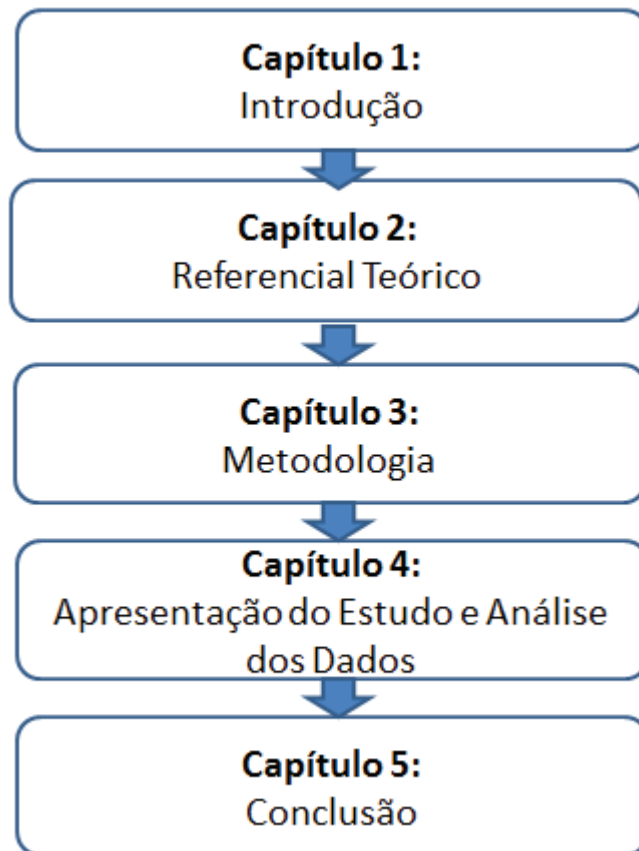 Capítulo 1:
Introdução
Capítulo 2:
Referencial Teórico
Capítulo 3:
Metodologia
Capítulo 4:
Apresentação do Estudo e Análise
dos Dados
Capítulo 5:
Conclusão